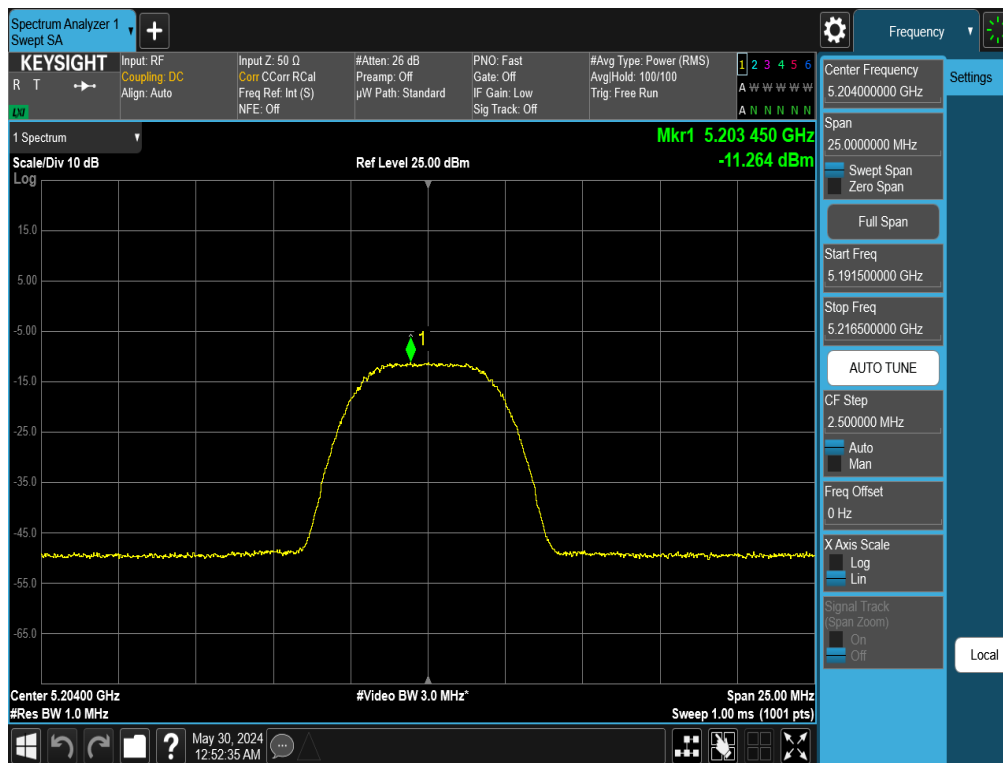 Spectrum Analyzer 1
Swept SA
Frequency
KEYSIGHT
R T
LXI
Input: RF
Coupling: DC
Align: Auto
Input Z: 50 Ω
Corr CCorr RCal
Freq Ref: Int (S)
NFE: Off
#Atten: 26 dB
Preamp: Off
µW Path: Standard
PNO: Fast
Gate: Off
IF Gain: Low
Sig Track: Off
#Avg Type: Power (RMS)
Avg|Hold: 100/100
Trig: Free Run
1 2 3 4 5 6
A W W W W W
A N N N N N
1 Spectrum
Scale/Div 10 dB
Log
Ref Level 25.00 dBm
Mkr1 5.203 450 GHz
-11.264 dBm
15.0
5.00
-5.00
-15.0
-25.0
-35.0
-45.0
-55.0
-65.0
1
Center 5.20400 GHz
#Res BW 1.0 MHz
#Video BW 3.0 MHz*
Span 25.00 MHz
Sweep 1.00 ms (1001 pts)
Center Frequency
5.204000000 GHz
Settings
Span
25.0000000 MHz
Swept Span
Zero Span
Full Span
Start Freq
5.191500000 GHz
Stop Freq
5.216500000 GHz
AUTO TUNE
CF Step
2.500000 MHz
Auto
Man
Freq Offset
0 Hz
X Axis Scale
Log
Lin
Signal Track
(Span Zoom)
On
Off
Local
?
May 30, 2024
12:52:35 AM